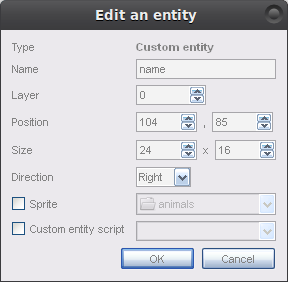 Edit an entity
Type Custom entity
Name name
Layer 0
Position 104 , 85
Size 24 x 16
Direction Right
Sprite animals
Custom entity script
OK Cancel